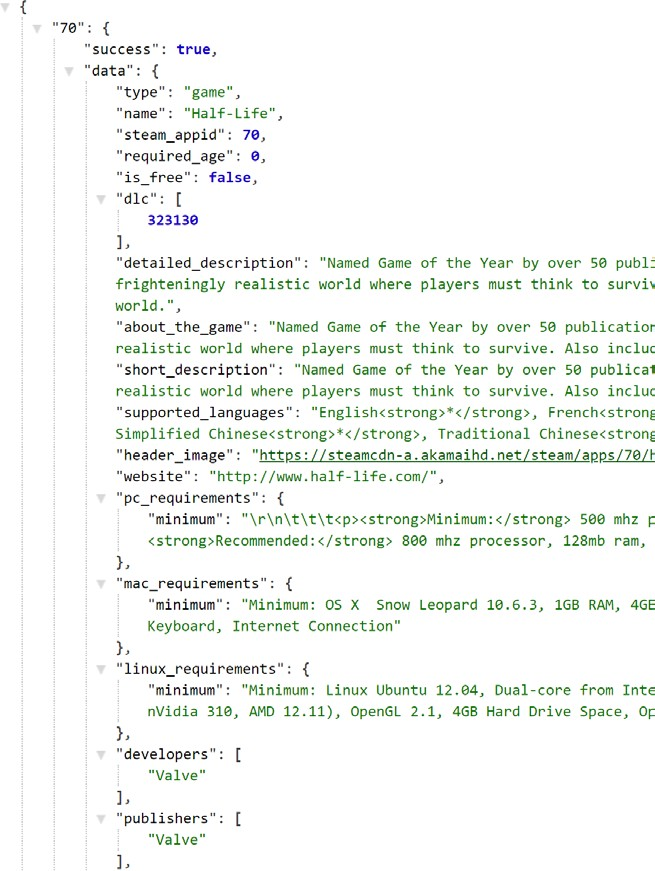 {
"70": {
"success": true,
"data": {
"type": "game",
"name": "Half-Life",
"steam_appid": 70,
"required_age": 0,
"is_free": false,
"dlc": [
323130
],
"detailed_description": "Named Game of the Year by over 50 publi
frighteningly realistic world where players must think to surviv
world.",
"about_the_game": "Named Game of the Year by over 50 publication
realistic world where players must think to survive. Also includ
"short_description": "Named Game of the Year by over 50 publicat
realistic world where players must think to survive. Also includ
"supported_languages": "English<strong>*</strong>, French<strong
Simplified Chinese<strong>*</strong>, Traditional Chinese<strong
"header_image": "https://steamcdn-a.akamaihd.net/steam/apps/70/h
"website": "http://www.half-life.com/",
"pc_requirements": {
"minimum": "\r\n\t\t\t<p><strong>Minimum:</strong> 500 mhz p
<strong>Recommended:</strong> 800 mhz processor, 128mb ram,
},
"mac_requirements": {
"minimum": "Minimum: OS X  Snow Leopard 10.6.3, 1GB RAM, 4GB
Keyboard, Internet Connection"
},
"linux_requirements": {
"minimum": "Minimum: Linux Ubuntu 12.04, Dual-core from Inte
nVidia 310, AMD 12.11), OpenGL 2.1, 4GB Hard Drive Space, Op
},
"developers": [
"Valve"
],
"publishers": [
"Valve"
],